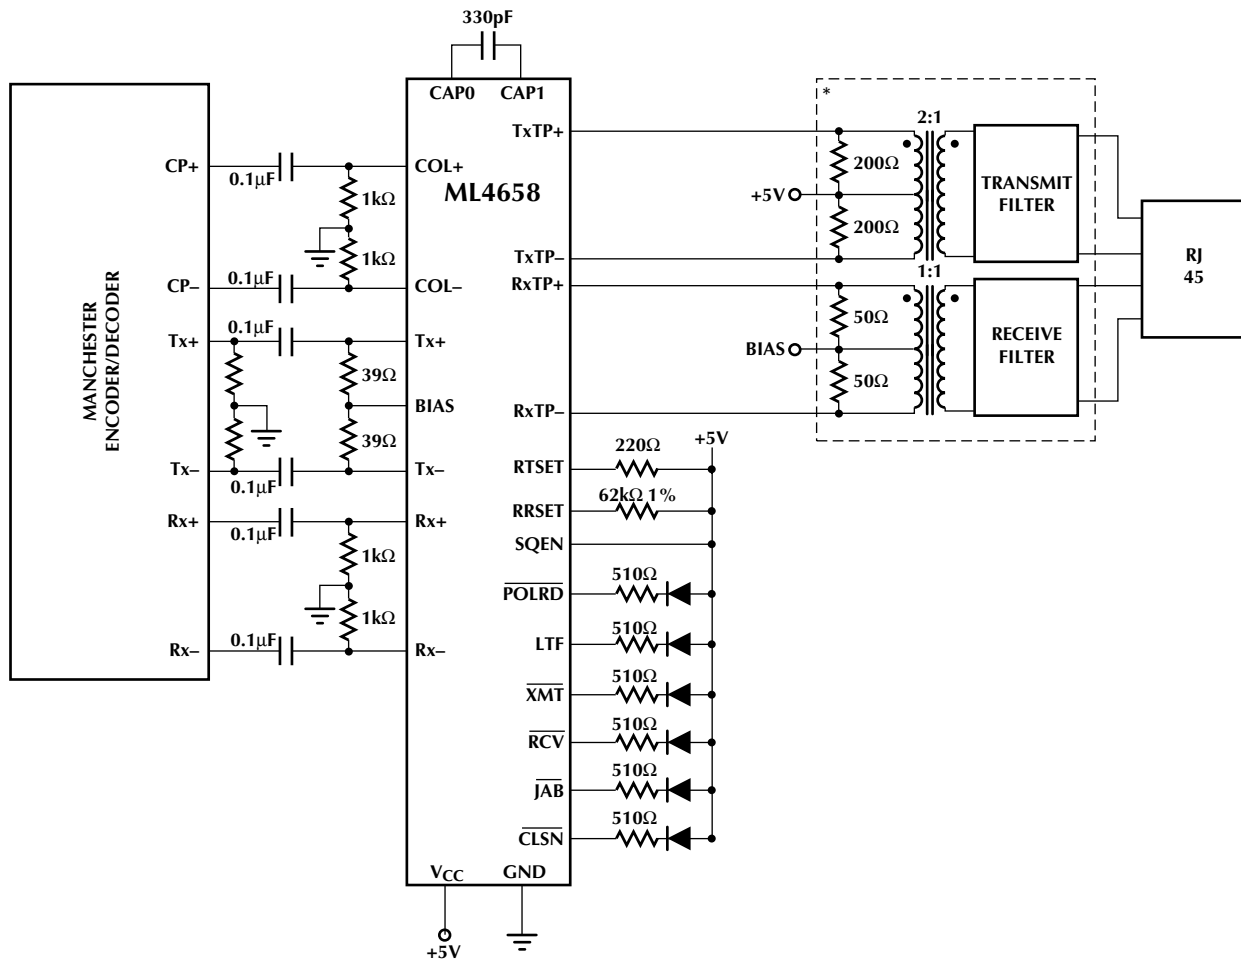 330pF
CAP0 CAP1
MANCHESTER
ENCODER/DECODER
CP+
0.1µF
COL+
1kΩ
1kΩ
CP–
0.1µF
COL–
Tx+
0.1µF
Tx+
39Ω
BIAS
39Ω
Tx–
0.1µF
Tx–
Rx+
0.1µF
Rx+
1kΩ
1kΩ
Rx–
0.1µF
Rx–
ML4658
TxTP+
TxTP–
RxTP+
RxTP–
RTSET
RRSET
SQEN
POLRD
LTF
XMT
RCV
JAB
CLSN
VCC
GND
+5V
*
2:1
200Ω
+5V
200Ω
TRANSMIT
FILTER
1:1
50Ω
BIAS
50Ω
RECEIVE
FILTER
RJ
45
+5V
220Ω
62kΩ 1%
510Ω
510Ω
510Ω
510Ω
510Ω
510Ω